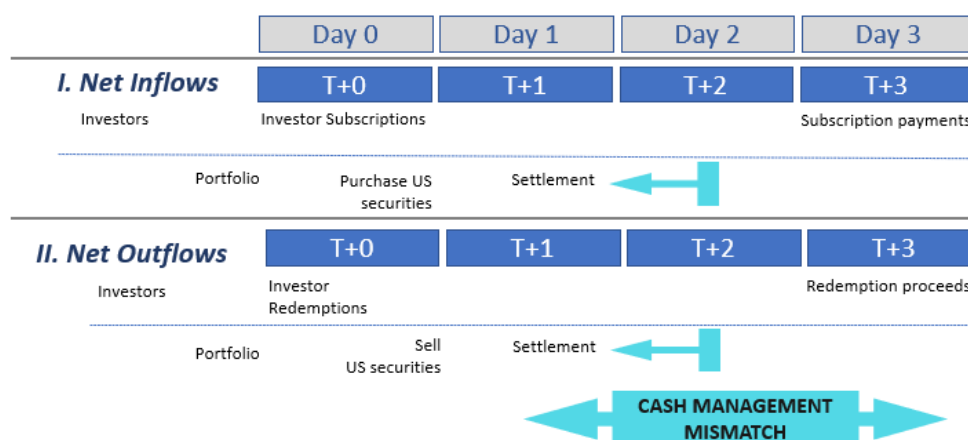 Day 0 Day 1 Day 2 Day 3
I. Net Inflows T+0 T+1 T+2 T+3
Investors Investor Subscriptions Subscription payments
Portfolio Purchase US Settlement
securities
II. Net Outflows T+0 T+1 T+2 T+3
Investors Investor Redemption proceeds
Redemptions
Portfolio Sell Settlement
US securities
CASH MANAGEMENT
MISMATCH